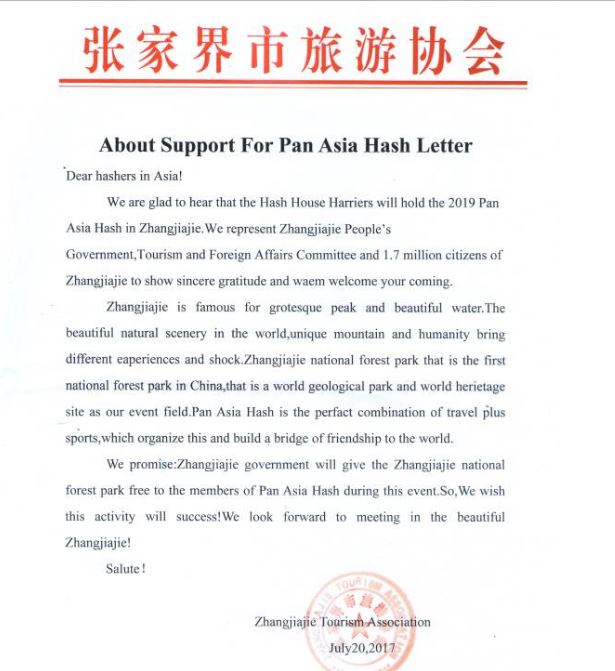 张家界市旅游协会
About Support For Pan Asia Hash Letter
Dear hashers in Asia!
We are glad to hear that the Hash House Harriers will hold the 2019 Pan
Asia Hash in Zhangjiajie.We represent Zhangjiajie People's
Government,Tourism and Foreign Affairs Committee and 1.7 million citizens of
Zhangjiajie to show sincere gratitude and waem welcome your coming.
Zhangjiajie is famous for grotesque peak and beautiful water.The
beautiful natural scenery in the world,unique mountain and humanity bring
different eaperiences and shock.Zhangjiajie national forest park that is the first
national forest park in China,that is a world geological park and world herietage
site as our event field.Pan Asia Hash is the perfact combination of travel plus
sports,which organize this and build a bridge of friendship to the world.
We promise:Zhangjiajie government will give the Zhangjiajie national
forest park free to the members of Pan Asia Hash during this event.So,We wish
this activity will success!We look forward to meeting in the beautiful
Zhangjiajie!
Salute!
Zhangjiajie Tourism Association
July20,2017